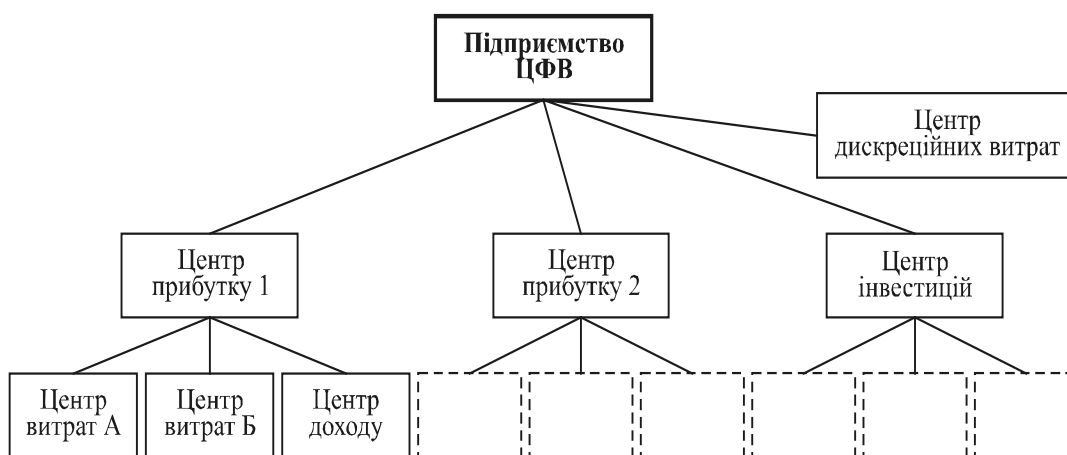 Підприємство
ЦФВ
Центр
дискреційних витрат
Центр
прибутку 1
Центр
прибутку 2
Центр
інвестицій
Центр
витрат А
Центр
витрат Б
Центр
доходу